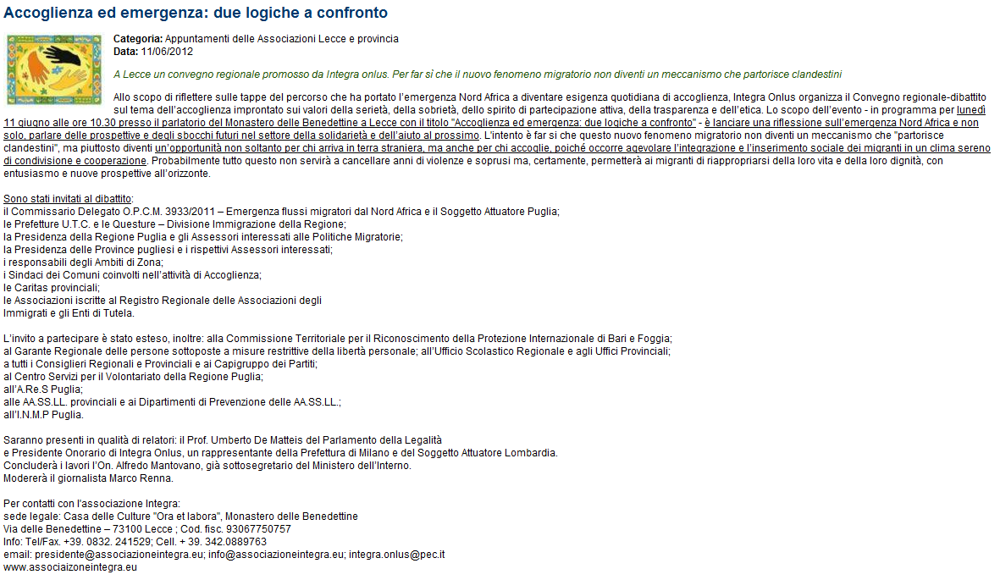 Accoglienza ed emergenza: due logiche a confronto
Categoria: Appuntamenti delle Associazioni Lecce e provincia
Data: 11/06/2012
A Lecce un convegno regionale promosso da Integra onlus. Per far sì che il nuovo fenomeno migratorio non diventi un meccanismo che partorisce clandestini
Allo scopo di riflettere sulle tappe del percorso che ha portato l'emergenza Nord Africa a diventare esigenza quotidiana di accoglienza, Integra Onlus organizza il Convegno regionale-dibattito
sul tema dell'accoglienza improntato sui valori della serietà, della sobrietà, dello spirito di partecipazione attiva, della trasparenza e dell'etica. Lo scopo dell'evento - in programma per lunedì
11 giugno alle ore 10.30 presso il parlatorio del Monastero delle Benedettine a Lecce con il titolo "Accoglienza ed emergenza: due logiche a confronto" - è lanciare una riflessione sull'emergenza Nord Africa e non
solo, parlare delle prospettive e degli sbocchi futuri nel settore della solidarietà e dell'aiuto al prossimo. L'intento è far si che questo nuovo fenomeno migratorio non diventi un meccanismo che "partorisce
clandestini", ma piuttosto diventi un'opportunità non soltanto per chi arriva in terra straniera, ma anche per chi accoglie, poiché occorre agevolare l'integrazione e l'inserimento sociale dei migranti in un clima sereno
di condivisione e cooperazione. Probabilmente tutto questo non servirà a cancellare anni di violenze e soprusi ma, certamente, permetterà ai migranti di riappropriarsi della loro vita e della loro dignità, con
entusiasmo e nuove prospettive all'orizzonte.
Sono stati invitati al dibattito:
il Commissario Delegato O.P.C.M. 3933/2011 – Emergenza flussi migratori dal Nord Africa e il Soggetto Attuatore Puglia;
le Prefetture U.T.C. e le Questure – Divisione Immigrazione della Regione;
la Presidenza della Regione Puglia e gli Assessori interessati alle Politiche Migratorie;
la Presidenza delle Province pugliesi e i rispettivi Assessori interessati;
i responsabili degli Ambiti di Zona;
i Sindaci dei Comuni coinvolti nell'attività di Accoglienza;
le Caritas provinciali;
le Associazioni iscritte al Registro Regionale delle Associazioni degli
Immigrati e gli Enti di Tutela.
L'invito a partecipare è stato esteso, inoltre: alla Commissione Territoriale per il Riconoscimento della Protezione Internazionale di Bari e Foggia;
al Garante Regionale delle persone sottoposte a misure restrittive della libertà personale; all'Ufficio Scolastico Regionale e agli Uffici Provinciali;
a tutti i Consiglieri Regionali e Provinciali e ai Capigruppo dei Partiti;
al Centro Servizi per il Volontariato della Regione Puglia;
all'A.Re.S Puglia;
alle AA.SS.LL. provinciali e ai Dipartimenti di Prevenzione delle AA.SS.LL.;
all'I.N.M.P Puglia.
Saranno presenti in qualità di relatori: il Prof. Umberto De Matteis del Parlamento della Legalità
e Presidente Onorario di Integra Onlus, un rappresentante della Prefettura di Milano e del Soggetto Attuatore Lombardia.
Concluderà i lavori l'On. Alfredo Mantovano, già sottosegretario del Ministero dell'Interno.
Modererà il giornalista Marco Renna.
Per contatti con l'associazione Integra:
sede legale: Casa delle Culture "Ora et labora", Monastero delle Benedettine
Via delle Benedettine – 73100 Lecce ; Cod. fisc. 93067750757
Info: Tel/Fax. +39. 0832. 241529; Cell. + 39. 342.0889763
email: presidente@associazioneintegra.eu; info@associazioneintegra.eu; integra.onlus@pec.it
www.associaizoneintegra.eu